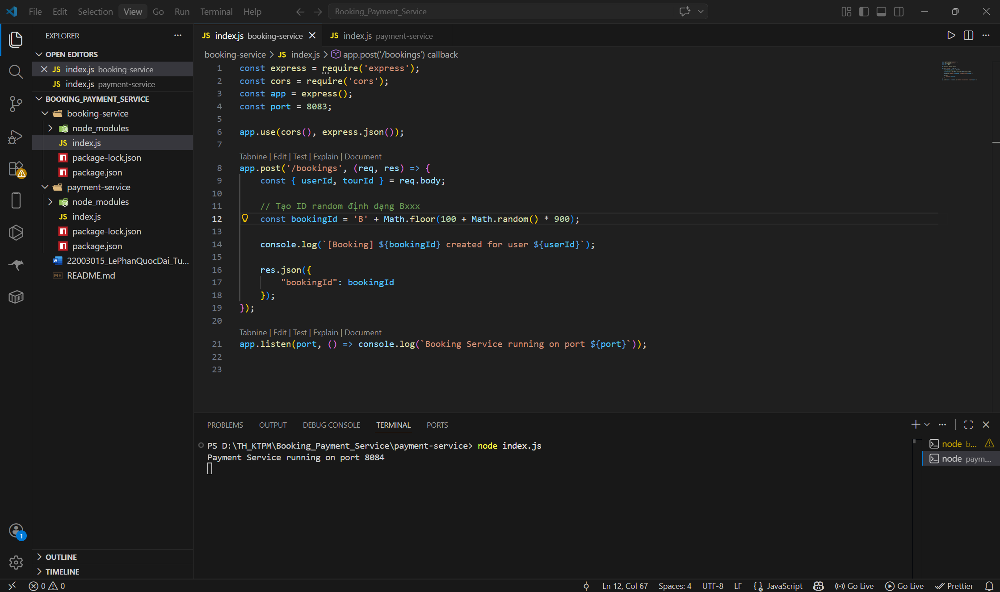 File Edit Selection View Go Run Terminal Help
Booking_Payment_Service
EXPLORER
OPEN EDITORS
JS index.js booking-service
JS index.js payment-service
BOOKING_PAYMENT_SERVICE
booking-service
node_modules
JS index.js
package-lock.json
package.json
payment-service
node_modules
JS index.js
package-lock.json
package.json
22003015_LePhanQuocDai_Tu...
README.md
OUTLINE
TIMELINE
JS index.js booking-service
JS index.js payment-service
booking-service > JS index.js > app.post('/bookings') callback
1 const express = require('express');
2 const cors = require('cors');
3 const app = express();
4 const port = 8083;
5
6 app.use(cors(), express.json());
7
Tabnine | Edit | Test | Explain | Document
8 app.post('/bookings', (req, res) => {
9 const { userId, tourId } = req.body;
10
11 // Tạo ID random định dạng Bxxx
12 const bookingId = 'B' + Math.floor(100 + Math.random() * 900);
13
14 console.log(`[Booking] ${bookingId} created for user ${userId}`);
15
16 res.json({
17 "bookingId": bookingId
18 });
19 });
20
Tabnine | Edit | Test | Explain | Document
21 app.listen(port, () => console.log(`Booking Service running on port ${port}`));
22
23
PROBLEMS OUTPUT DEBUG CONSOLE TERMINAL PORTS
PS D:\TH_KTPM\Booking_Payment_Service\payment-service> node index.js
Payment Service running on port 8084
node b...
node paym...
1
0 0
Ln 12, Col 67 Spaces: 4 UTF-8 LF JavaScript Go Live Go Live Prettier